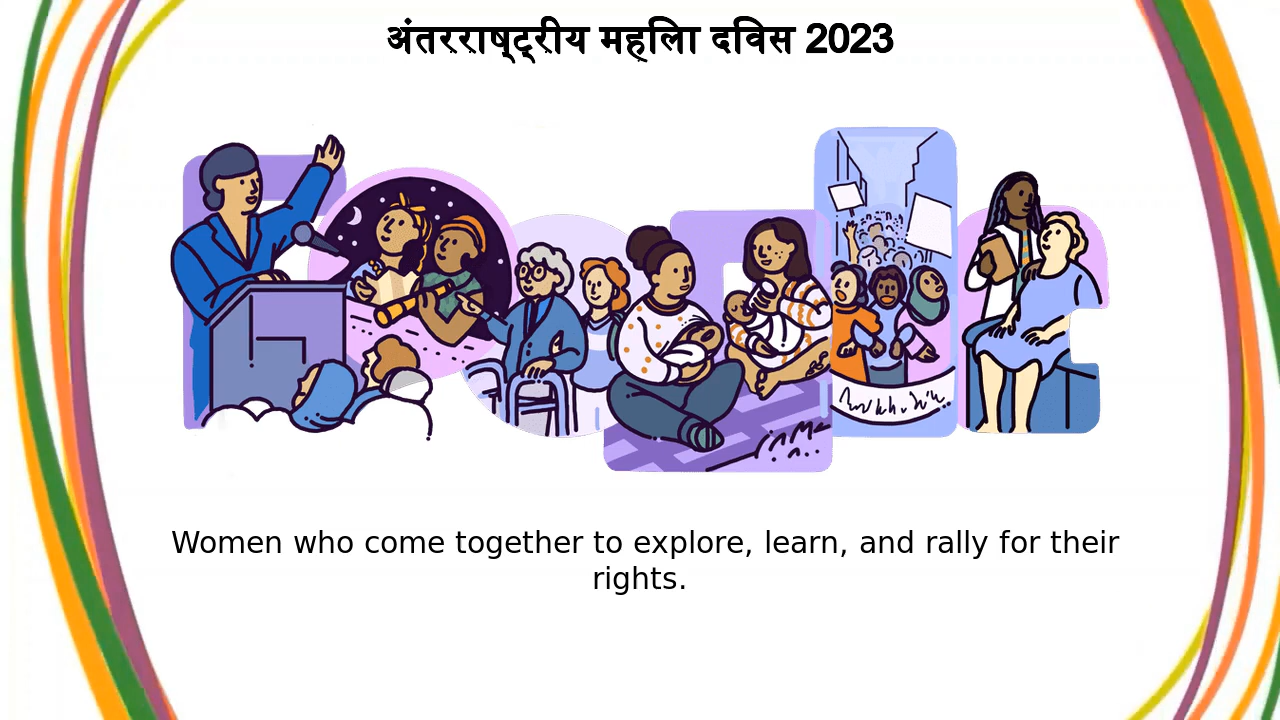 अंतरराष्ट्रीय महिला दिवस 2023
Women who come together to explore, learn, and rally for their
rights.